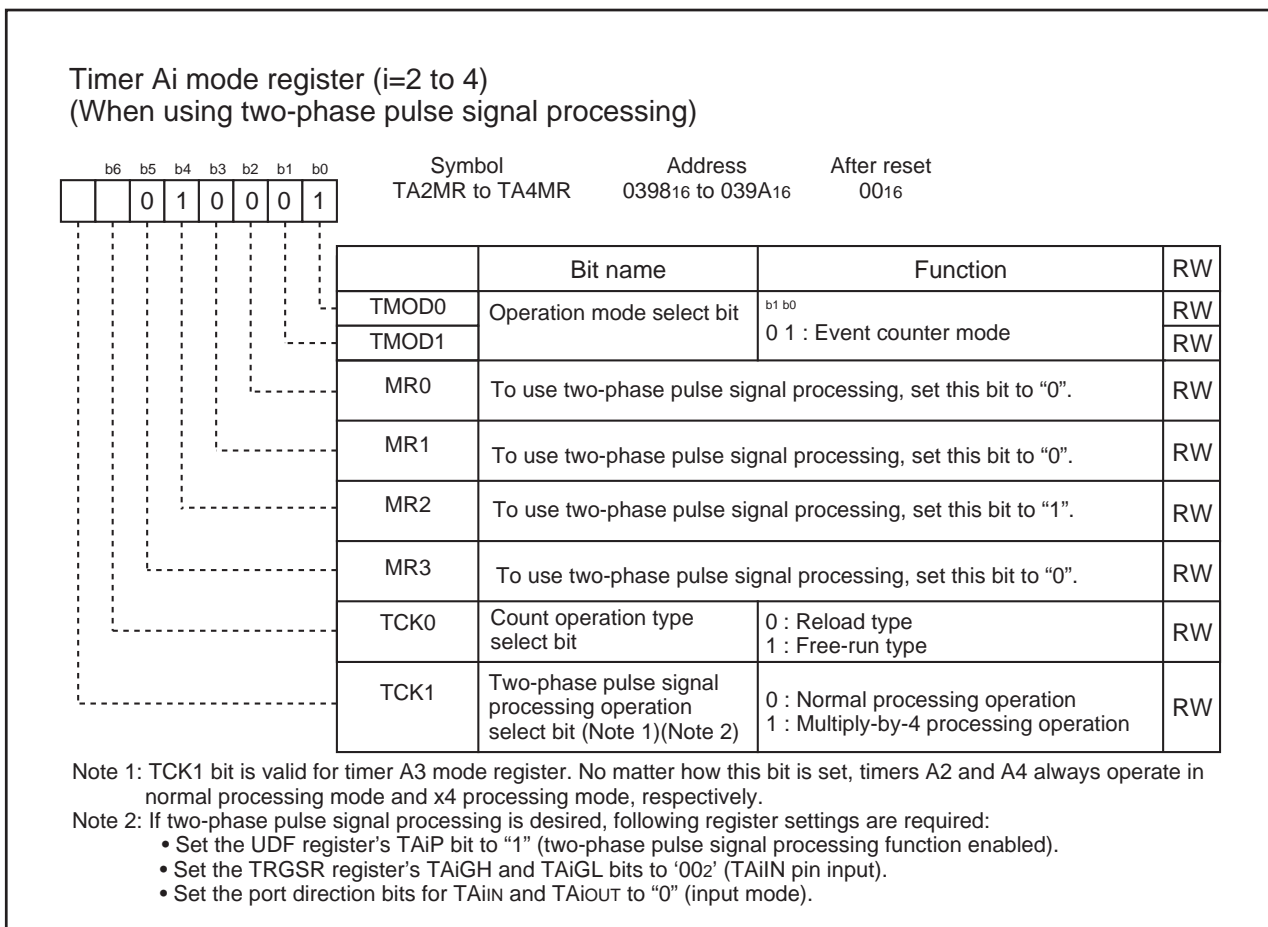 Timer Ai mode register (i=2 to 4)
(When using two-phase pulse signal processing)
b6 b5 b4 b3 b2 b1 b0
0 1 0 0 0 1
Symbol Address After reset
TA2MR to TA4MR 039816 to 039A16 0016
Bit name Function RW
TMOD0 Operation mode select bit b1 b0 RW
0 1 : Event counter mode
TMOD1 RW
MR0 To use two-phase pulse signal processing, set this bit to “0”. RW
MR1 To use two-phase pulse signal processing, set this bit to “0”. RW
MR2 To use two-phase pulse signal processing, set this bit to “1”. RW
MR3 To use two-phase pulse signal processing, set this bit to “0”. RW
TCK0 Count operation type select bit 0 : Reload type RW
1 : Free-run type
TCK1 Two-phase pulse signal
processing operation 0 : Normal processing operation RW
select bit (Note 1)(Note 2) 1 : Multiply-by-4 processing operation
Note 1: TCK1 bit is valid for timer A3 mode register. No matter how this bit is set, timers A2 and A4 always operate in
normal processing mode and x4 processing mode, respectively.
Note 2: If two-phase pulse signal processing is desired, following register settings are required:
• Set the UDF register’s TAiP bit to “1” (two-phase pulse signal processing function enabled).
• Set the TRGSR register’s TAiGH and TAiGL bits to ‘002’ (TAiIN pin input).
• Set the port direction bits for TAiIN and TAiOUT to “0” (input mode).